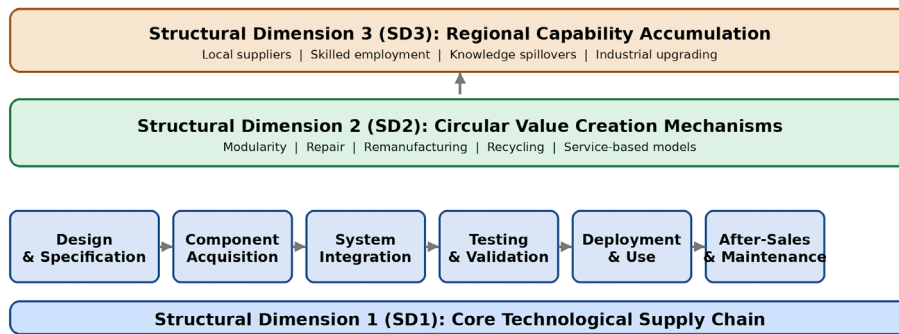 Structural Dimension 3 (SD3): Regional Capability Accumulation
Local suppliers | Skilled employment | Knowledge spillovers | Industrial upgrading
Structural Dimension 2 (SD2): Circular Value Creation Mechanisms
Modularity | Repair | Remanufacturing | Recycling | Service-based models
Design
& Specification
Component
Acquisition
System
Integration
Testing
& Validation
Deployment
& Use
After-Sales
& Maintenance
Structural Dimension 1 (SD1): Core Technological Supply Chain